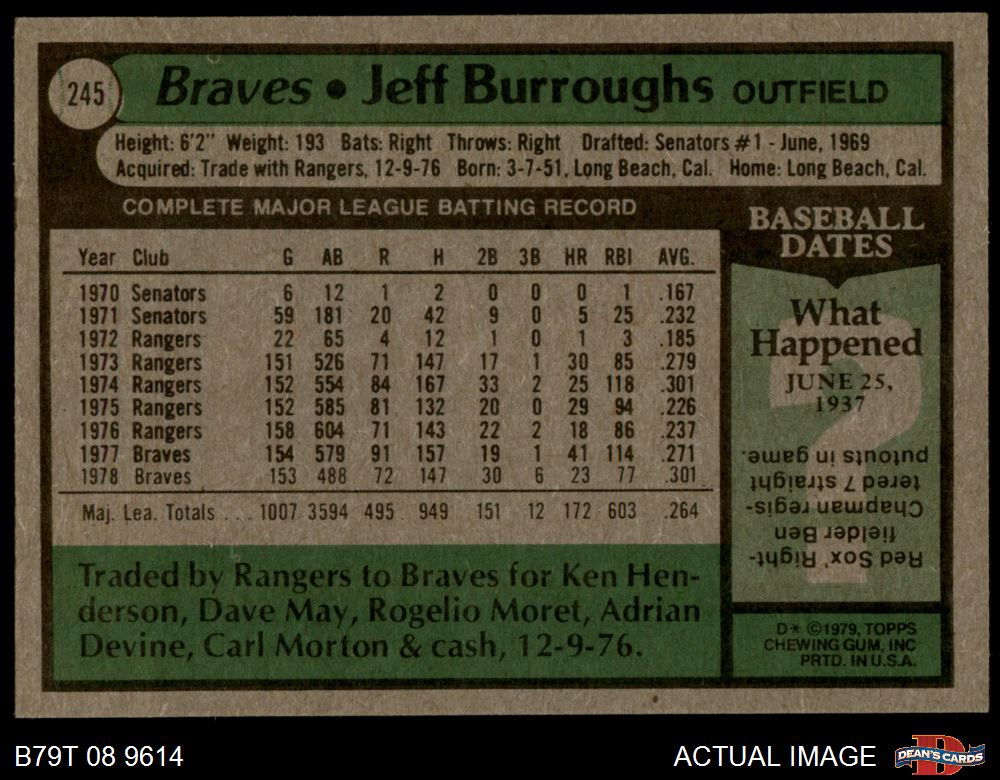 245
Braves • Jeff Burroughs OUTFIELD
Height: 6'2" Weight: 193 Bats: Right Throws: Right Drafted: Senators #1 - June, 1969
Acquired: Trade with Rangers, 12-9-76 Born: 3-7-51, Long Beach, Cal. Home: Long Beach, Cal.
COMPLETE MAJOR LEAGUE BATTING RECORD
Year Club G AB R H 2B 3B HR RBI AVG.
1970 Senators 6 12 1 2 0 0 0 1 .167
1971 Senators 59 181 20 42 9 0 5 25 .232
1972 Rangers 22 65 4 12 1 0 1 3 .185
1973 Rangers 151 526 71 147 17 1 30 85 .279
1974 Rangers 152 554 84 167 33 2 25 118 .301
1975 Rangers 152 585 81 132 20 0 29 94 .226
1976 Rangers 158 604 71 143 22 2 18 86 .237
1977 Braves 154 579 91 157 19 1 41 114 .271
1978 Braves 153 488 72 147 30 6 23 77 .301
Maj. Lea. Totals . . . 1007 3594 495 949 151 12 172 603 .264
Traded by Rangers to Braves for Ken Hen-
derson, Dave May, Rogelio Moret, Adrian
Devine, Carl Morton & cash, 12-9-76.
BASEBALL
DATES
What
Happened
JUNE 25,
1937
?
Red Sox' Right-
fielder Ben
Chapman regis-
tered 7 straight
putouts in game.
D* ©1979, TOPPS
CHEWING GUM, INC
PRTD. IN U.S.A.
B79T 08 9614
ACTUAL IMAGE
D
DEAN'S CARDS